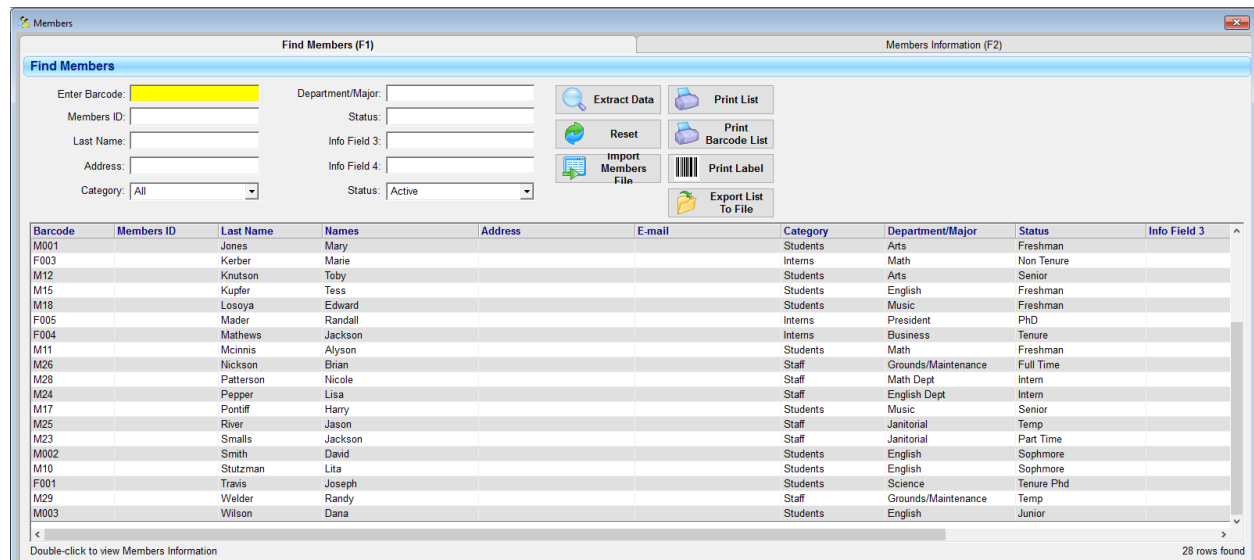 Members
Find Members (F1) Members Information (F2)
Find Members
Enter Barcode: Department/Major: Extract Data Print List
Members ID: Status:
Last Name: Info Field 3: Reset Print Barcode List
Address: Info Field 4: Import Members File Print Label
Category: All Status: Active Export List To File
Barcode Members ID Last Name Names Address E-mail Category Department/Major Status Info Field 3
M001 Jones Mary Students Arts Freshman
F003 Kerber Marie Interns Math Non Tenure
M12 Knutson Toby Students Arts Senior
M15 Kupfer Tess Students English Freshman
M18 Losoya Edward Students Music Freshman
F005 Mader Randall Interns President PhD
F004 Mathews Jackson Interns Business Tenure
M11 Mcinnis Alyson Students Math Freshman
M26 Nickson Brian Staff Grounds/Maintenance Full Time
M28 Patterson Nicole Staff Math Dept Intern
M24 Pepper Lisa Staff English Dept Intern
M17 Pontiff Harry Students Music Senior
M25 River Jason Staff Janitorial Temp
M23 Smalls Jackson Staff Janitorial Part Time
M002 Smith David Students English Sophmore
M10 Stutzman Lita Students English Sophmore
F001 Travis Joseph Students Science Tenure Phd
M29 Welder Randy Staff Grounds/Maintenance Temp
M003 Wilson Dana Students English Junior
Double-click to view Members Information 28 rows found